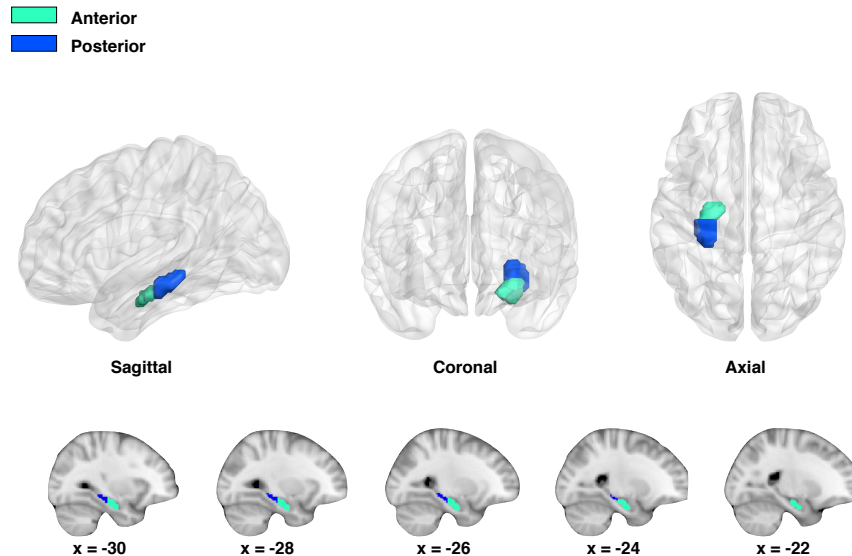 Anterior
Posterior
Sagittal Coronal Axial
x = -30 x = -28 x = -26 x = -24 x = -22